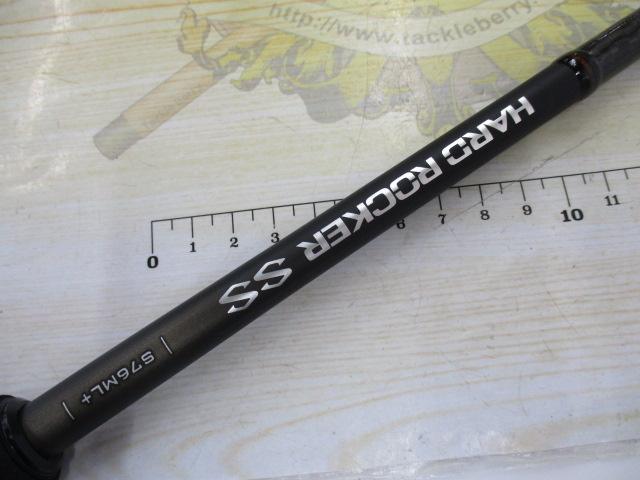 http://www.tackleberry.
HARD ROCKER SS
S76ML+
0 1 2 3 6 7 8 9 10 11